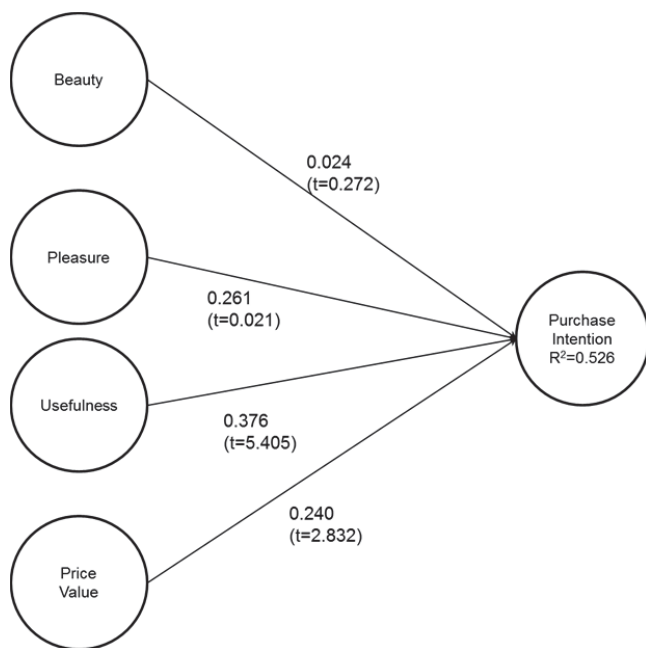 Beauty
0.024
(t=0.272)
Pleasure
0.261
(t=0.021)
Purchase
Intention
R²=0.526
Usefulness
0.376
(t=5.405)
0.240
(t=2.832)
Price
Value